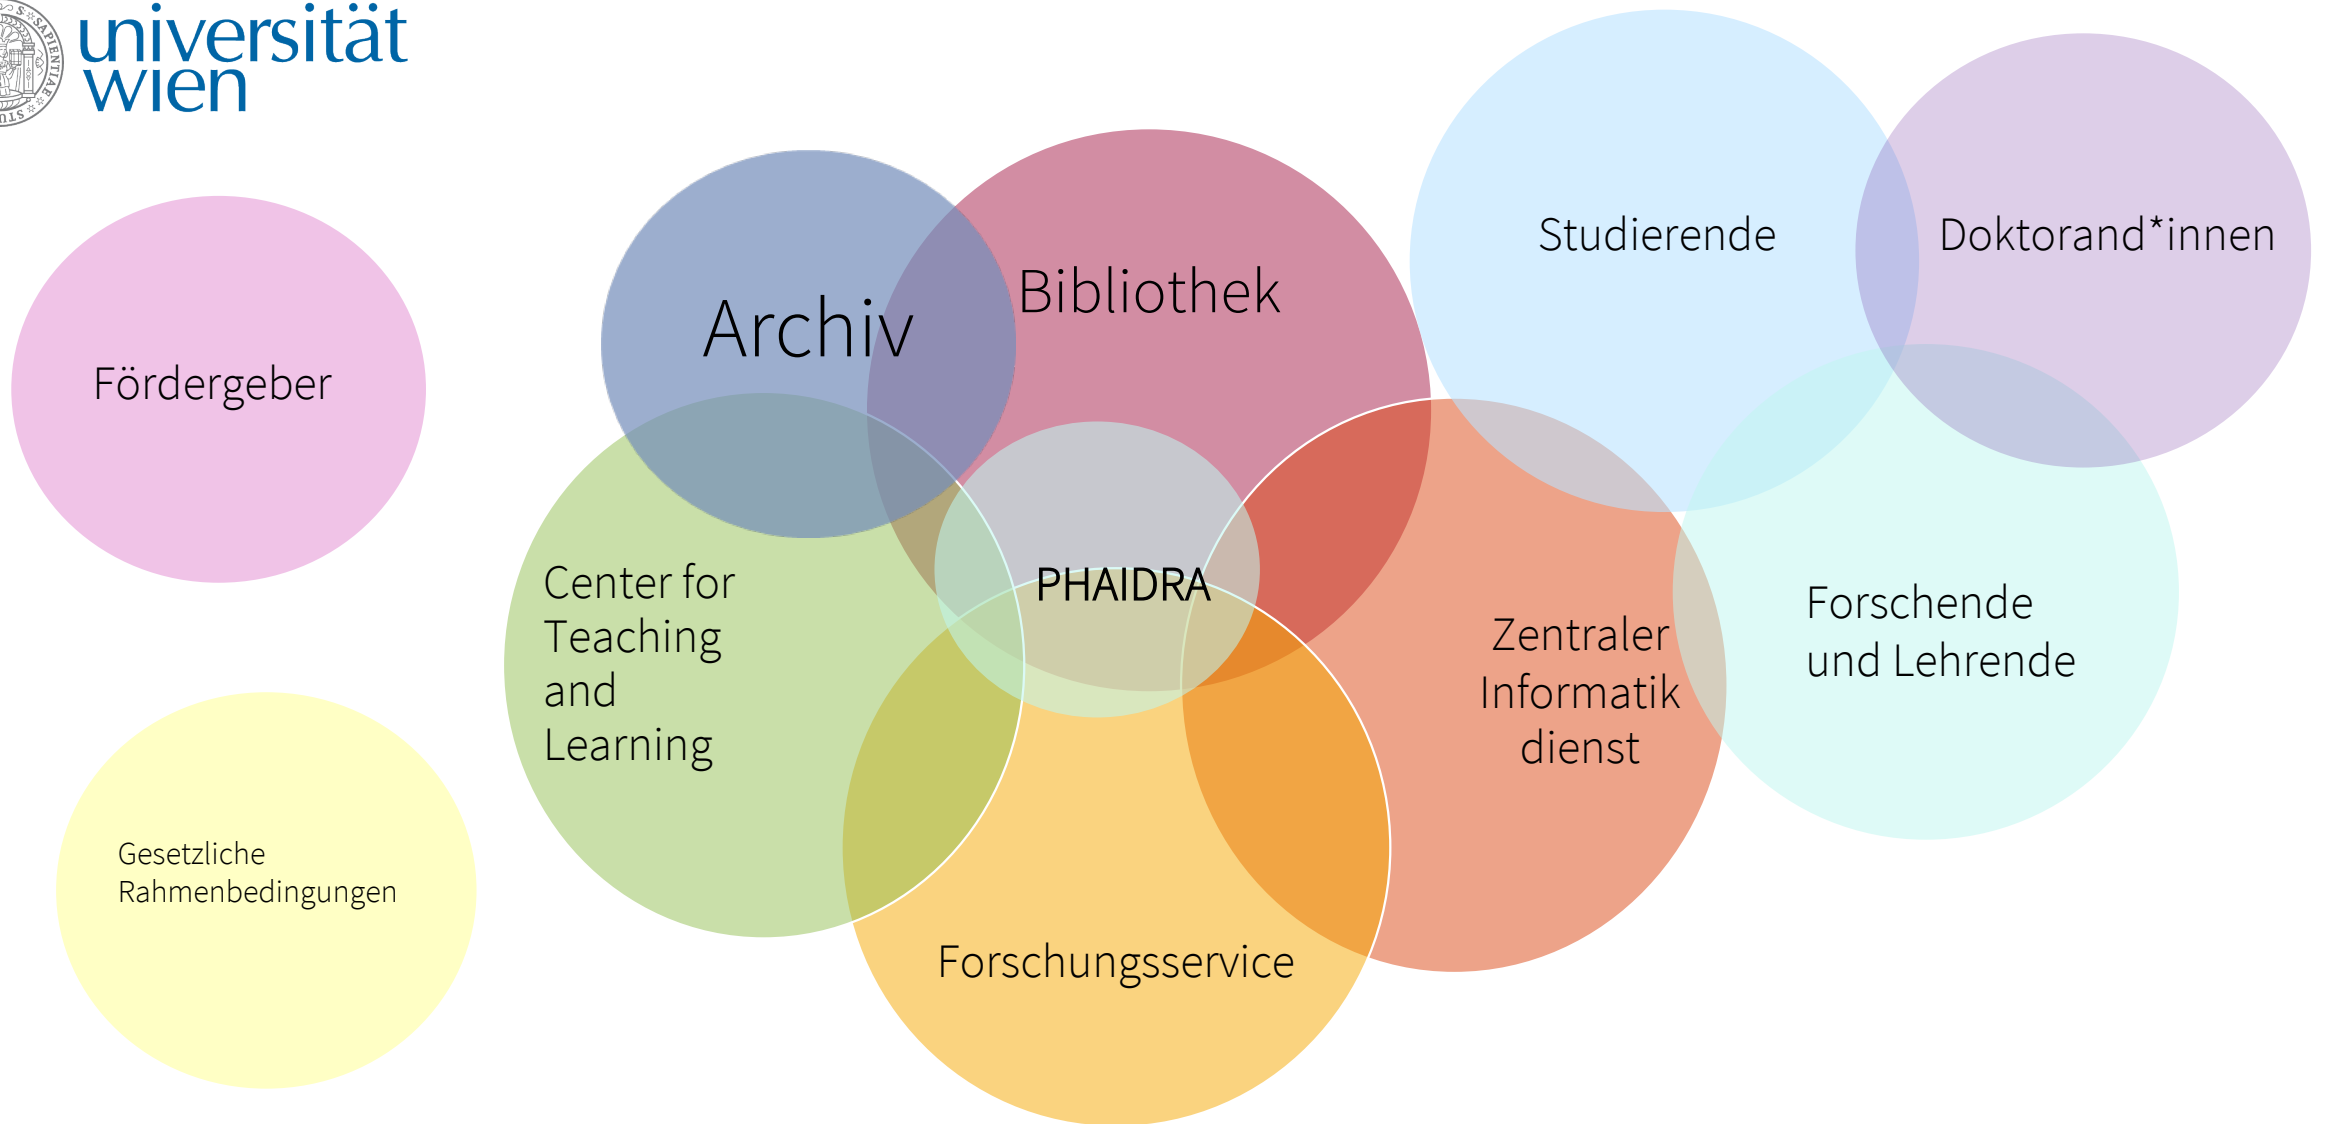 universität
wien
Studierende
Doktorand*innen
Bibliothek
Archiv
Fördergeber
PHAIDRA
Center for
Teaching
and
Learning
Zentraler
Informatik
dienst
Forschende
und Lehrende
Gesetzliche
Rahmenbedingungen
Forschungsservice